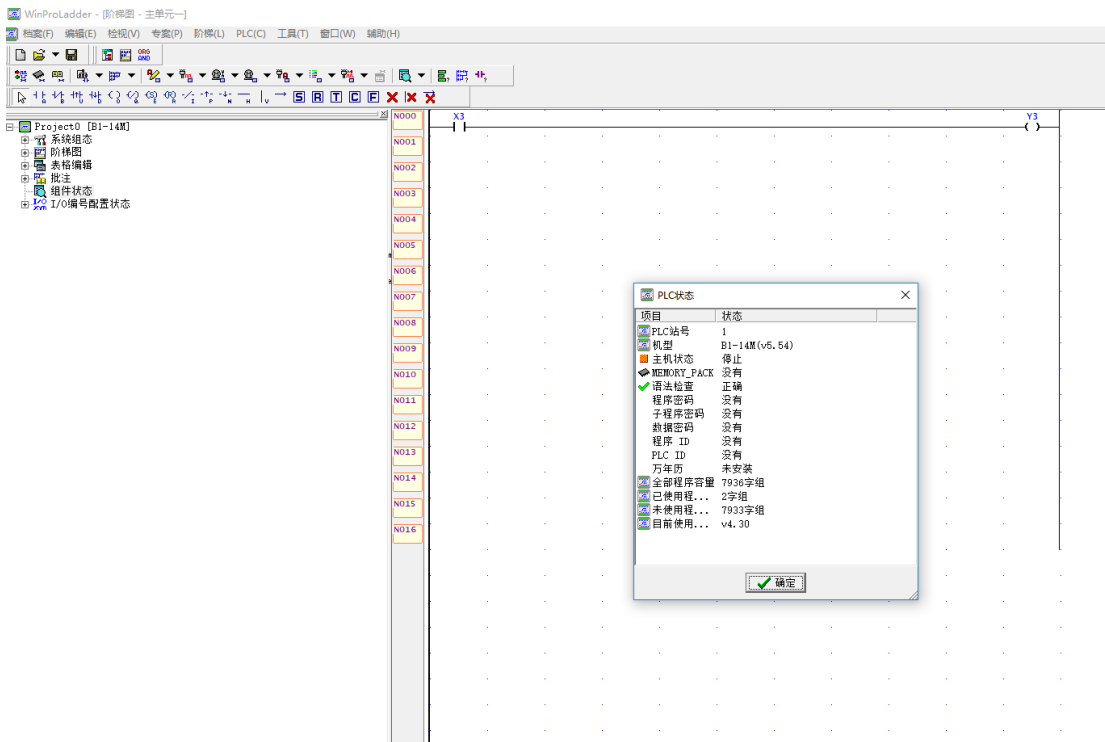 WinProLadder - [阶梯图 - 主单元一]
档案(F) 编辑(E) 检视(V) 专案(P) 阶梯(L) PLC(C) 工具(T) 窗口(W) 辅助(H)
ORG
AND
A B U D O Q S R I P N H V S R T C F
Project0 [B1-14M]
系统组态
阶梯图
表格编辑
批注
组件状态
I/O编号配置状态
N000
N001
N002
N003
N004
N005
N006
N007
N008
N009
N010
N011
N012
N013
N014
N015
N016
X3 Y3
PLC状态
项目 状态
PLC站号 1
机型 B1-14M(v5.54)
主机状态 停止
MEMORY_PACK 没有
语法检查 正确
程序密码 没有
子程序密码 没有
数据密码 没有
程序 ID 没有
PLC ID 没有
万年历 未安装
全部程序容量 7936字组
已使用程... 2字组
未使用程... 7933字组
目前使用... v4.30
确定